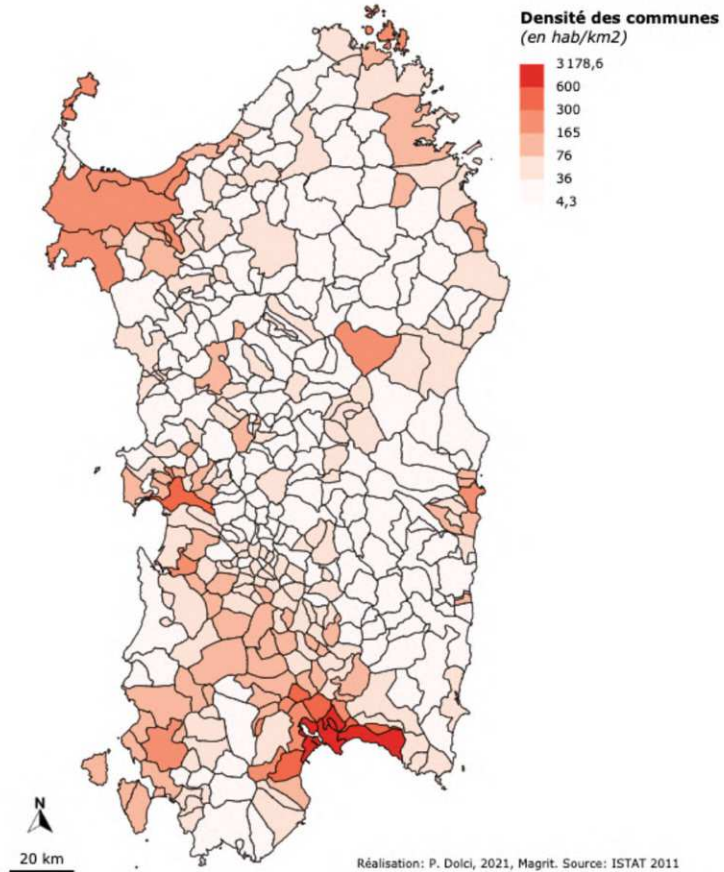 Densité des communes
(en hab/km2)
3 178,6
600
300
165
76
36
4,3
N
20 km
Réalisation: P. Dolci, 2021, Magrit. Source: ISTAT 2011